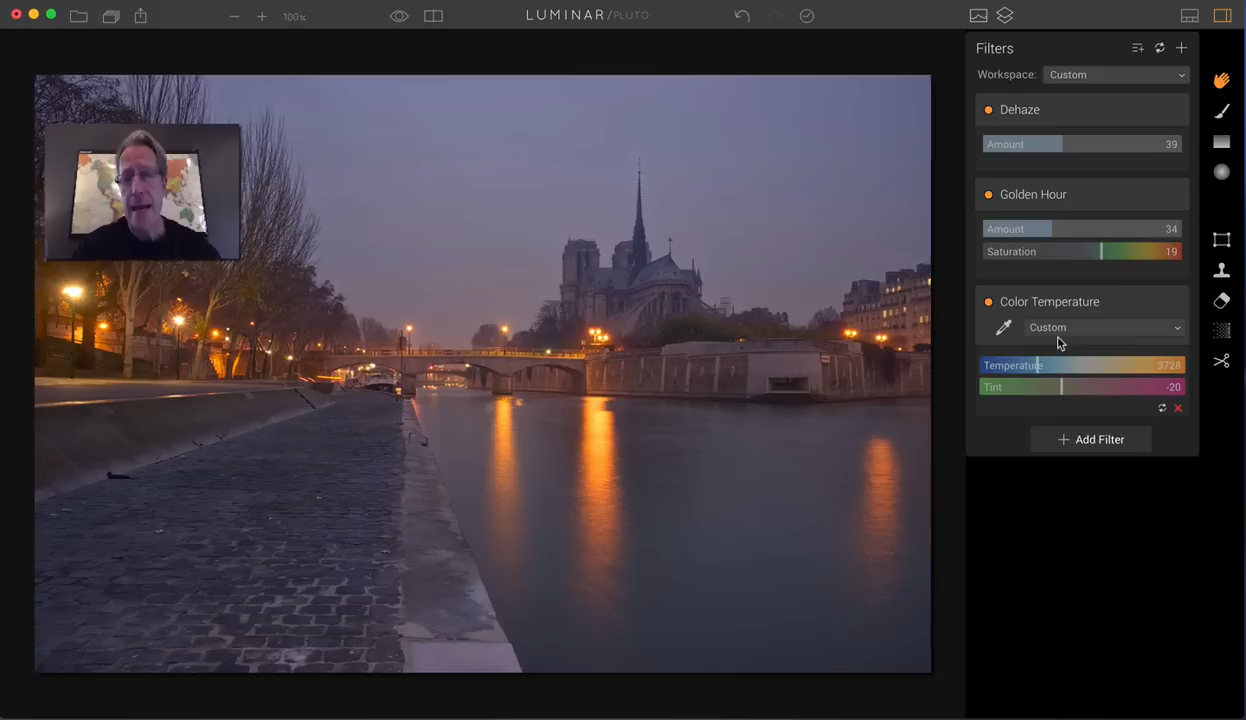 100%
LUMINAR/PLUTO
Filters
Workspace: Custom
Dehaze
Amount 39
Golden Hour
Amount 34
Saturation 19
Color Temperature
Custom
Temperature 3728
Tint -20
Add Filter